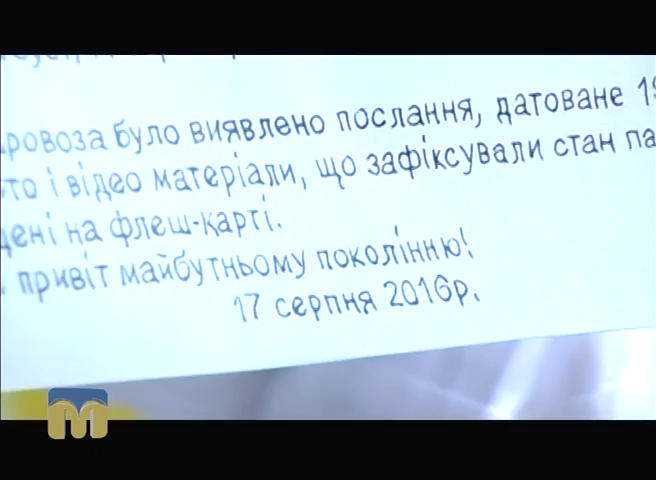 ровоза було виявлено послання, датоване 19
то і відео матеріали, що зафіксували стан па
дені на флеш-карті.
привіт майбутньому поколінню!
17 серпня 2016р.